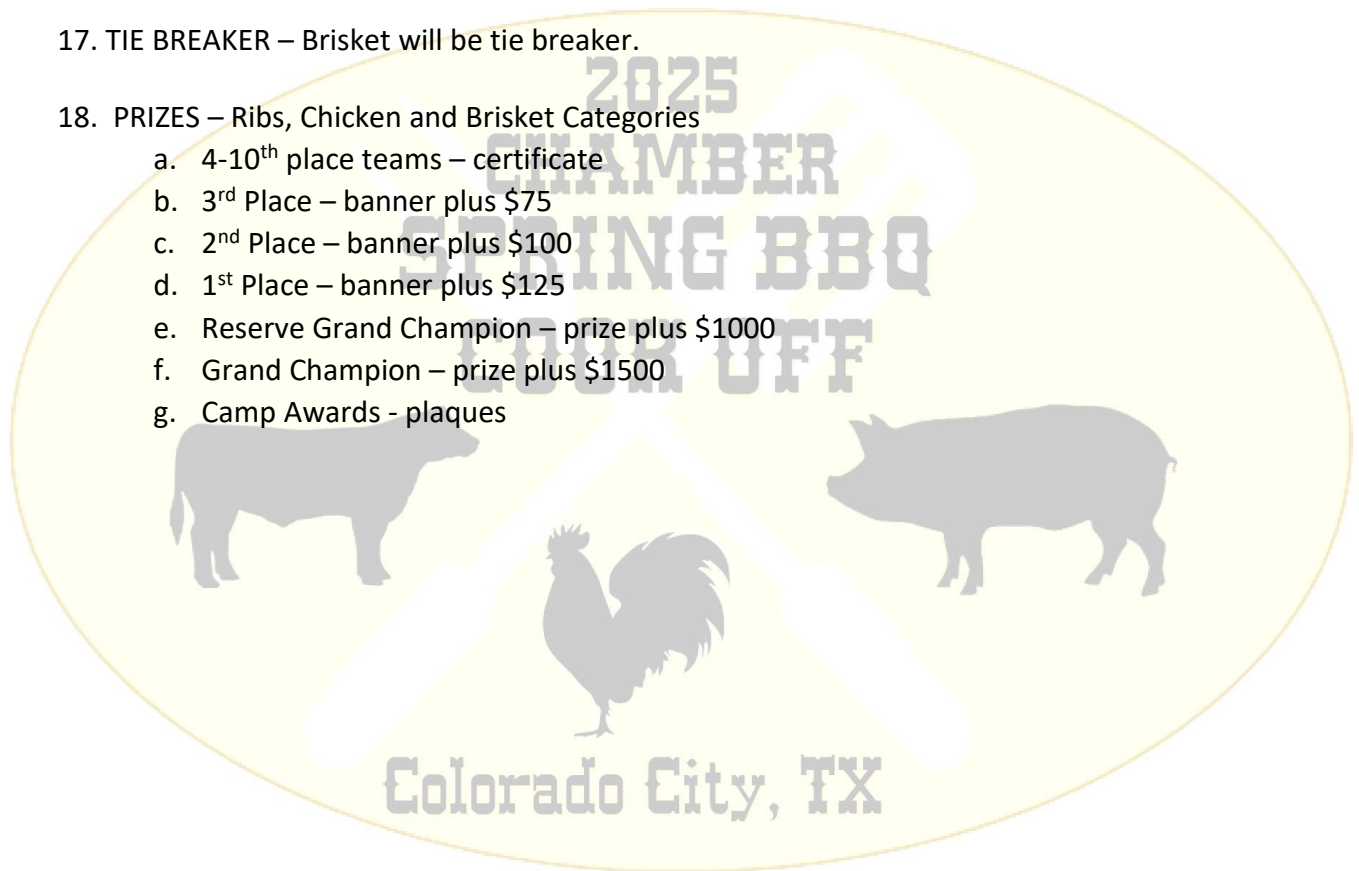 17. TIE BREAKER – Brisket will be tie breaker.
18. PRIZES – Ribs, Chicken and Brisket Categories
a. 4-10th place teams – certificate
b. 3rd Place – banner plus $75
c. 2nd Place – banner plus $100
d. 1st Place – banner plus $125
e. Reserve Grand Champion – prize plus $1000
f. Grand Champion – prize plus $1500
g. Camp Awards - plaques
2025
CHAMBER
SPRING BBQ
COOK OFF
Colorado City, TX